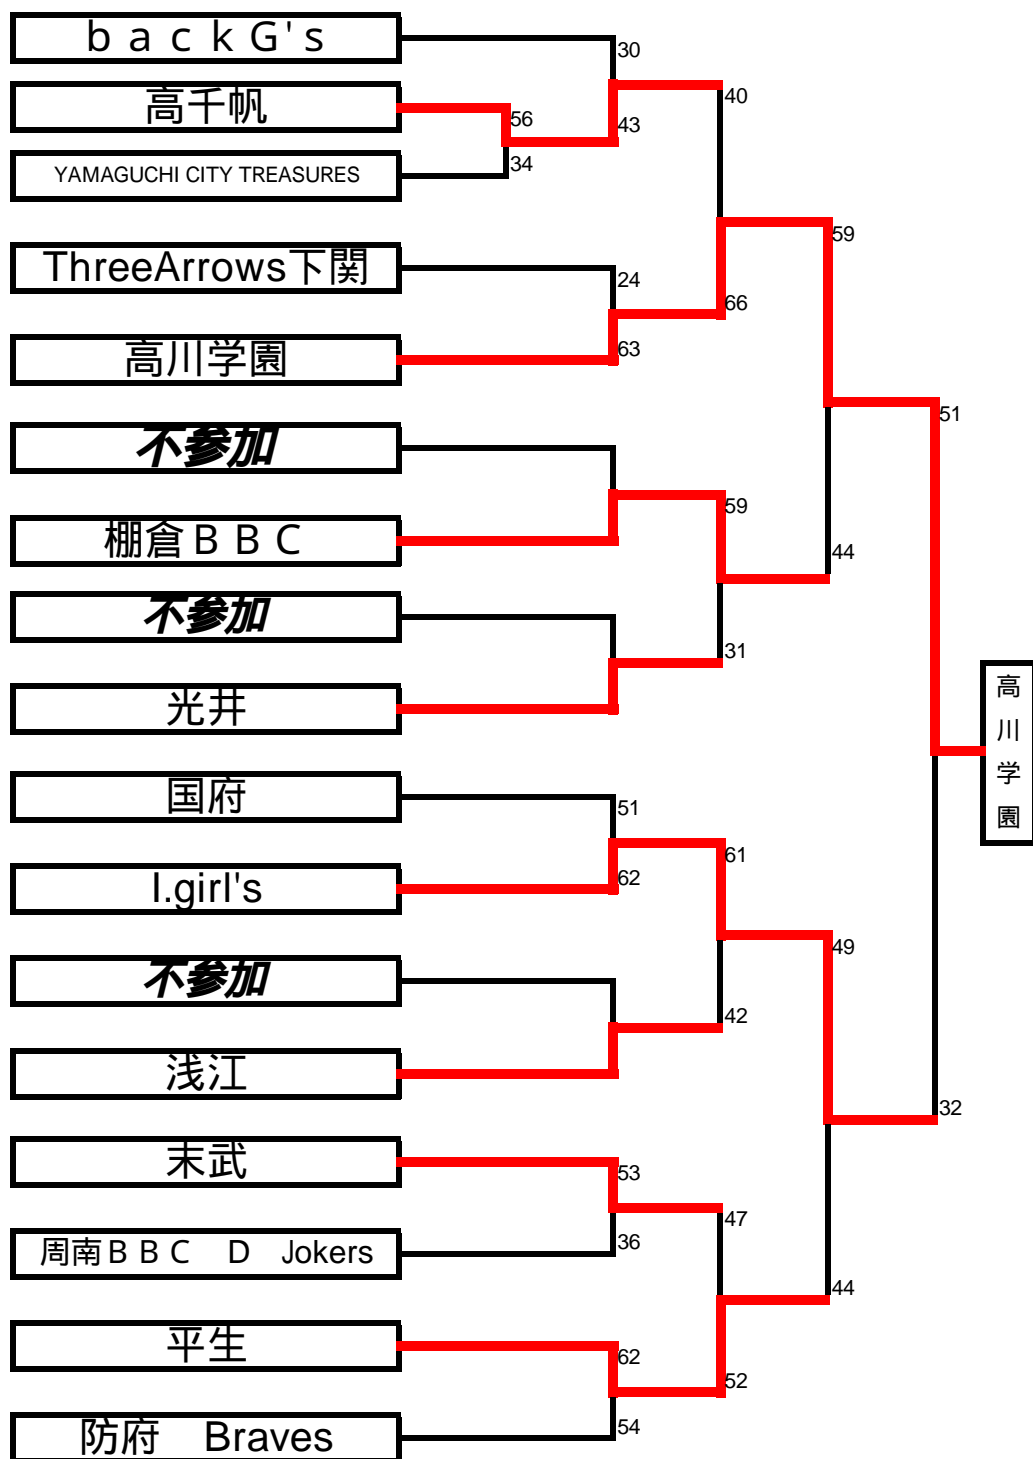 ｂａｃｋＧ'ｓ
30
40
高千帆
56
43
YAMAGUCHI CITY TREASURES
34
59
ThreeArrows下関
24
66
高川学園
63
51
不参加
59
棚倉ＢＢＣ
44
不参加
31
光井
高川学園
国府
51
61
I.girl's
62
49
不参加
42
浅江
32
末武
53
47
周南ＢＢＣ　Ｄ　Jokers
36
44
平生
62
52
防府　Braves
54